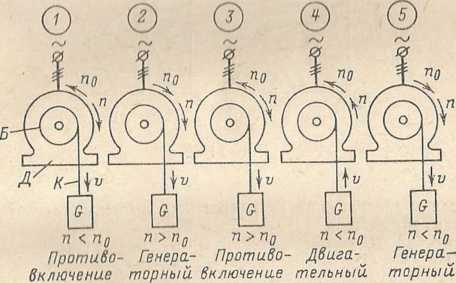 1 2 3 4 5
~ ~ ~ ~ ~
n₀ n₀ n₀ n₀ n₀
n n n n n
Б
Д
К v v v v v
G G G G G
n < n₀ n > n₀ n > n₀ n < n₀ n < n₀
Противо- Генера- Противо- Двига- Генера-
включение торный включение тельный торный